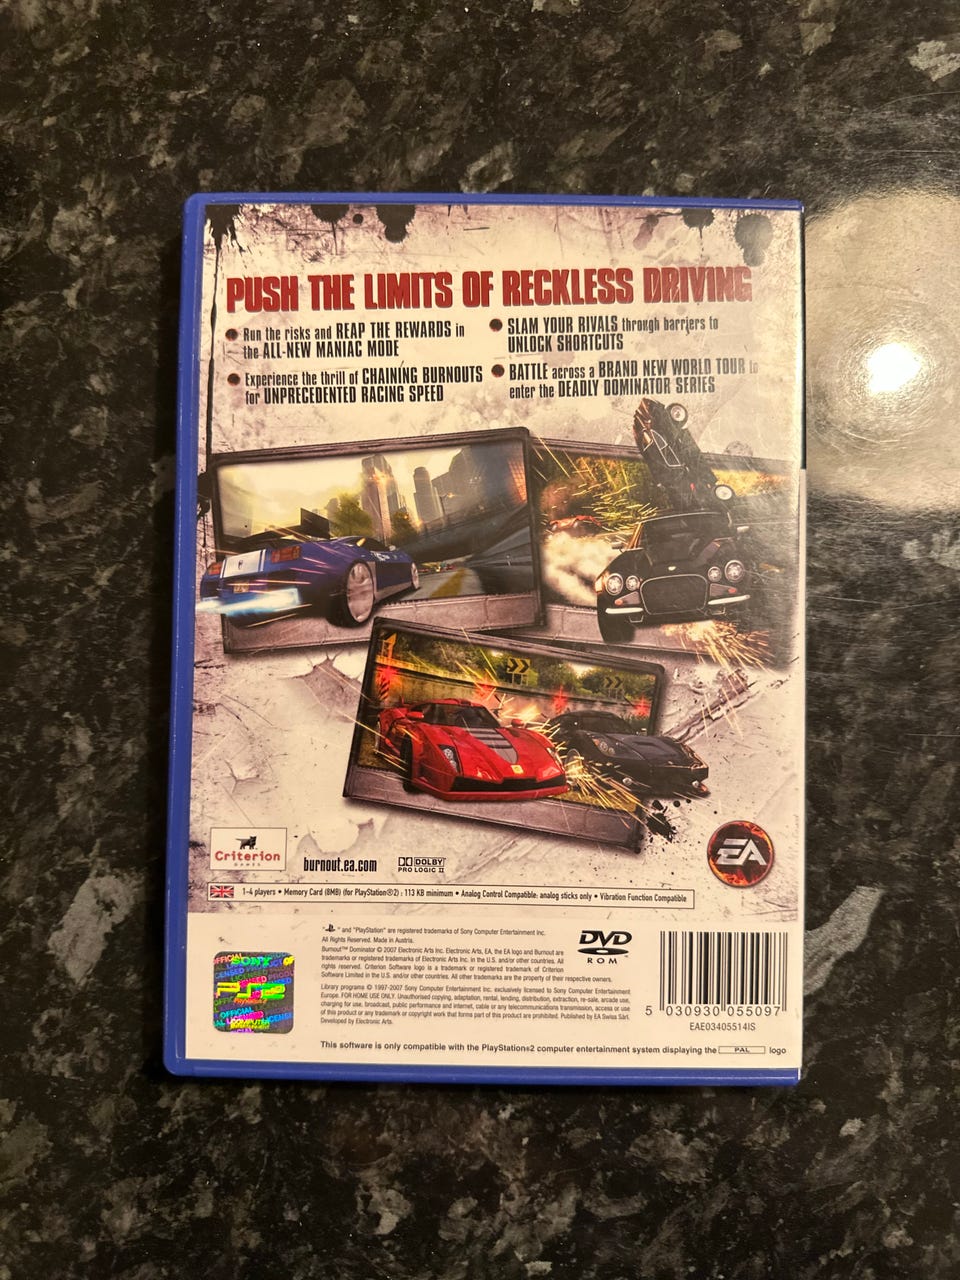 PUSH THE LIMITS OF RECKLESS DRIVING
Run the risks and REAP THE REWARDS in
the ALL-NEW MANIAC MODE
Experience the thrill of CHAINING BURNOUTS
for UNPRECEDENTED RACING SPEED
SLAM YOUR RIVALS through barriers to
UNLOCK SHORTCUTS
BATTLE across a BRAND NEW WORLD TOUR to
enter the DEADLY DOMINATOR SERIES
Criterion
GAMES
burnout.ea.com
DOLBY
PRO LOGIC II
EA
1-4 players • Memory Card (8MB) (for PlayStation®2) : 113 KB minimum • Analog Control Compatible: analog sticks only • Vibration Function Compatible
" " and "PlayStation" are registered trademarks of Sony Computer Entertainment Inc.
All Rights Reserved. Made in Austria.
Burnout™ Dominator © 2007 Electronic Arts Inc. Electronic Arts, EA, the EA logo and Burnout are
trademarks or registered trademarks of Electronic Arts Inc. in the U.S. and/or other countries. All
rights reserved. Criterion Software logo is a trademark or registered trademark of Criterion
Software Limited in the U.S. and/or other countries. All other trademarks are the property of their respective owners.
Library programs © 1997-2007 Sony Computer Entertainment Inc. exclusively licensed to Sony Computer Entertainment
Europe. FOR HOME USE ONLY. Unauthorised copying, adaptation, rental, lending, distribution, extraction, re-sale, arcade use,
charging for use, broadcast, public performance and internet, cable or any telecommunications transmission, access or use
of this product or any trademark or copyright work that forms part of this product are prohibited. Published by EA Swiss Sàrl.
Developed by Electronic Arts.
DVD
ROM
SONY
PS2
OFFICIAL
5 030930 055097
EAE03405514IS
This software is only compatible with the PlayStation®2 computer entertainment system displaying the PAL logo